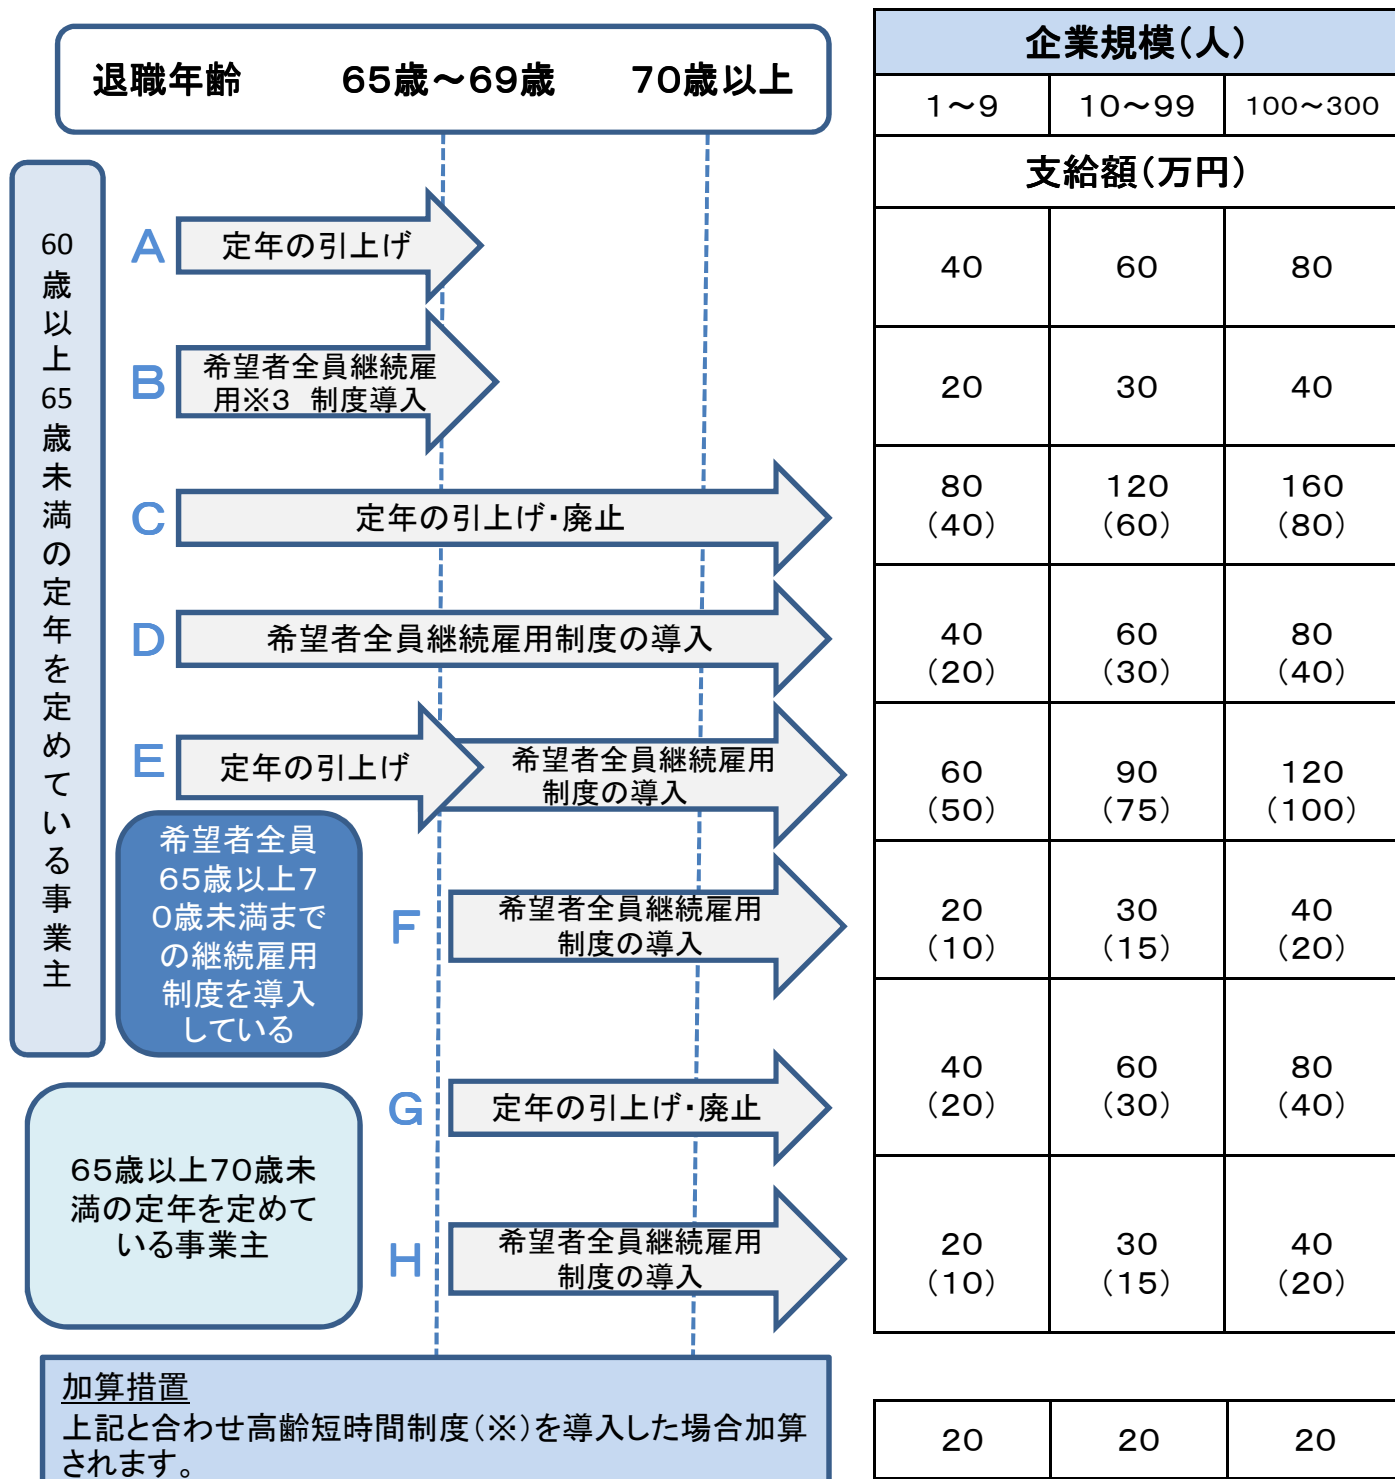 退職年齢　65歳～69歳　70歳以上
企業規模（人）
1～9　10～99　100～300
支給額（万円）
60歳以上65歳未満の定年を定めている事業主
A
定年の引上げ
40　60　80
B
希望者全員継続雇
用※3　制度導入
20　30　40
C
定年の引上げ・廃止
80　120　160
（40）　（60）　（80）
D
希望者全員継続雇用制度の導入
40　60　80
（20）　（30）　（40）
E
定年の引上げ
希望者全員継続雇用
制度の導入
60　90　120
（50）　（75）　（100）
希望者全員
65歳以上7
0歳未満まで
の継続雇用
制度を導入
している
F
希望者全員継続雇用
制度の導入
20　30　40
（10）　（15）　（20）
65歳以上70歳未
満の定年を定めて
いる事業主
G
定年の引上げ・廃止
40　60　80
（20）　（30）　（40）
H
希望者全員継続雇用
制度の導入
20　30　40
（10）　（15）　（20）
加算措置
上記と合わせ高齢短時間制度（※）を導入した場合加算
されます。
20　20　20